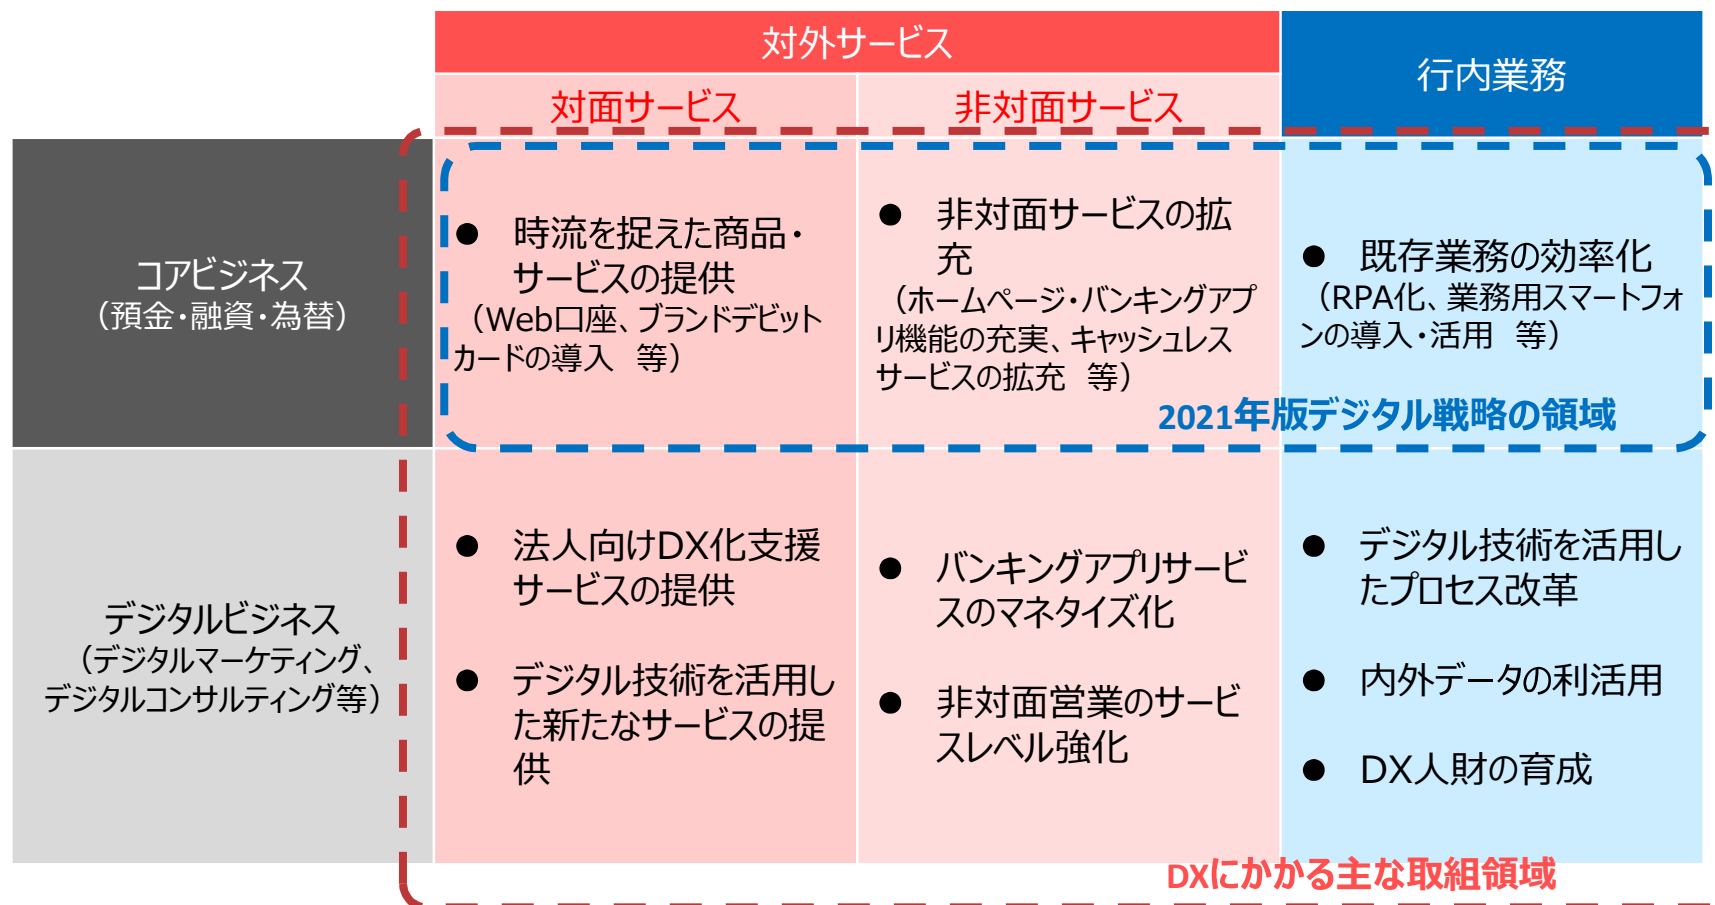 対外サービス
行内業務
対面サービス
非対面サービス
コアビジネス
（預金・融資・為替）
● 時流を捉えた商品・
サービスの提供
（Web口座、ブランドデビット
カードの導入　等）
● 非対面サービスの拡
充
（ホームページ・バンキングアプ
リ機能の充実、キャッシュレス
サービスの拡充　等）
● 既存業務の効率化
（RPA化、業務用スマートフォ
ンの導入・活用　等）
2021年版デジタル戦略の領域
デジタルビジネス
（デジタルマーケティング、
デジタルコンサルティング等）
● 法人向けDX化支援
サービスの提供
● デジタル技術を活用し
た新たなサービスの提
供
● バンキングアプリサービ
スのマネタイズ化
● 非対面営業のサービ
スレベル強化
● デジタル技術を活用し
たプロセス改革
● 内外データの利活用
● DX人財の育成
DXにかかる主な取組領域